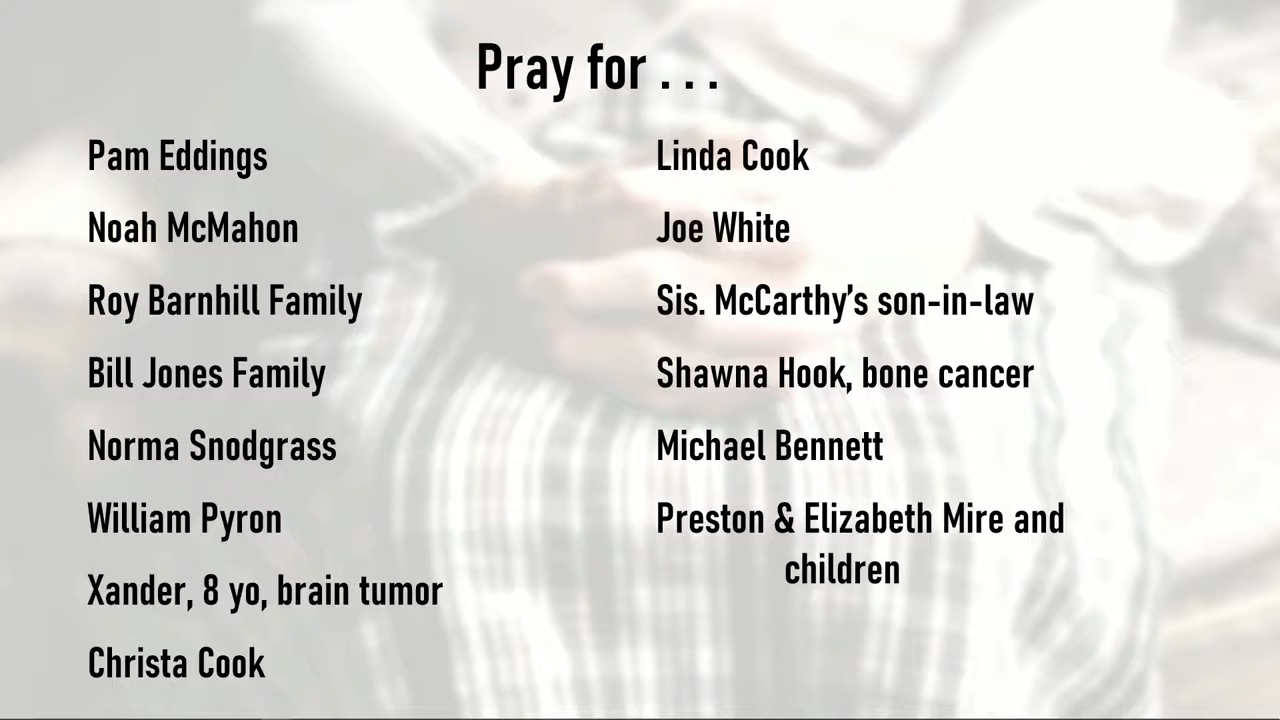 Pray for . . .
Pam Eddings
Noah McMahon
Roy Barnhill Family
Bill Jones Family
Norma Snodgrass
William Pyron
Xander, 8 yo, brain tumor
Christa Cook
Linda Cook
Joe White
Sis. McCarthy’s son-in-law
Shawna Hook, bone cancer
Michael Bennett
Preston & Elizabeth Mire and
children